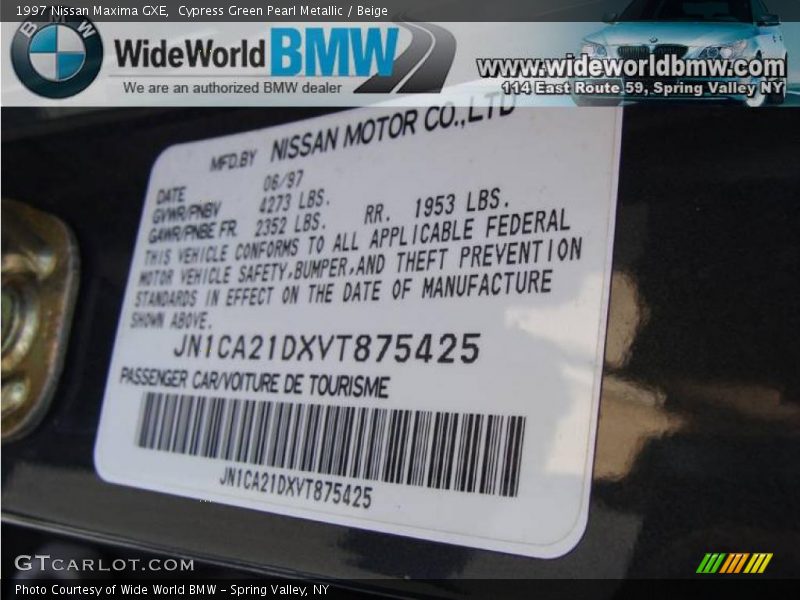 1997 Nissan Maxima GXE, Cypress Green Pearl Metallic / Beige
BMW
WideWorld BMW
We are an authorized BMW dealer
www.wideworldbmw.com
114 East Route 59, Spring Valley NY
MFD.BY NISSAN MOTOR CO.,LTD
DATE 06/97
GVWR/PNBV 4273 LBS.
GAWR/PNBE FR. 2352 LBS. RR. 1953 LBS.
THIS VEHICLE CONFORMS TO ALL APPLICABLE FEDERAL
MOTOR VEHICLE SAFETY,BUMPER,AND THEFT PREVENTION
STANDARDS IN EFFECT ON THE DATE OF MANUFACTURE
SHOWN ABOVE.
JN1CA21DXVT875425
PASSENGER CAR/VOITURE DE TOURISME
JN1CA21DXVT875425
GTCARLOT.COM
Photo Courtesy of Wide World BMW - Spring Valley, NY